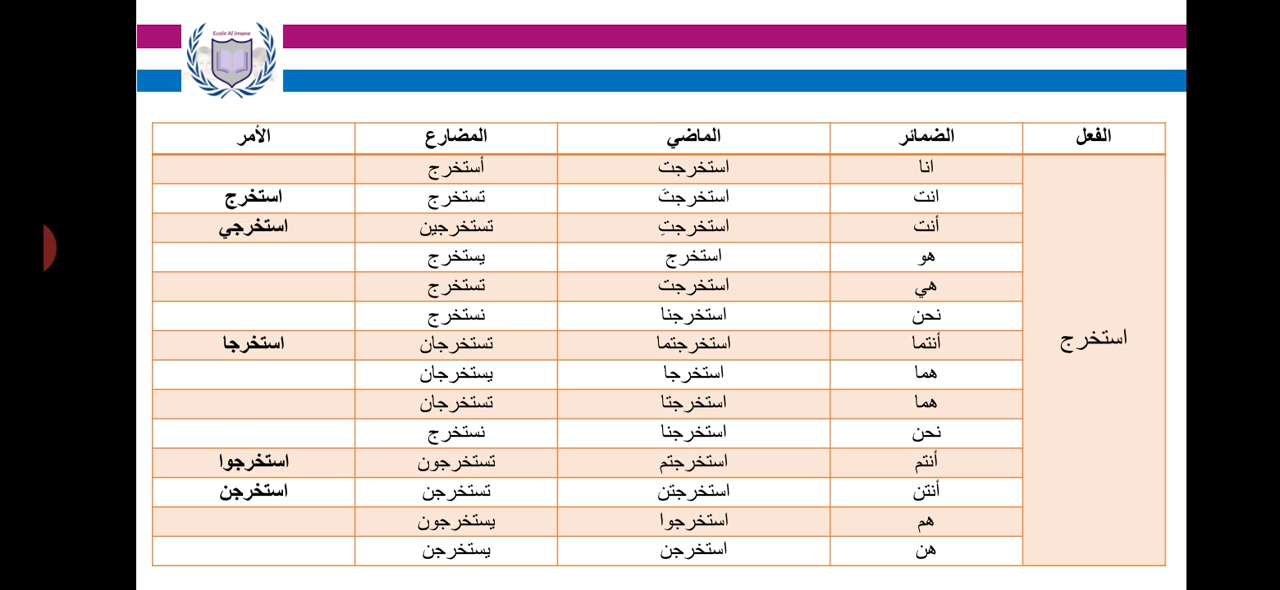 Ecole Al Imane
الفعل الضمائر الماضي المضارع الأمر
انا استخرجت أستخرج
انت استخرجتَ تستخرج استخرج
أنت استخرجتِ تستخرجين استخرجي
هو استخرج يستخرج
هي استخرجت تستخرج
نحن استخرجنا نستخرج
استخرج
أنتما استخرجتما تستخرجان استخرجا
هما استخرجا يستخرجان
هما استخرجتا تستخرجان
نحن استخرجنا نستخرج
أنتم استخرجتم تستخرجون استخرجوا
أنتن استخرجتن تستخرجن استخرجن
هم استخرجوا يستخرجون
هن استخرجن يستخرجن